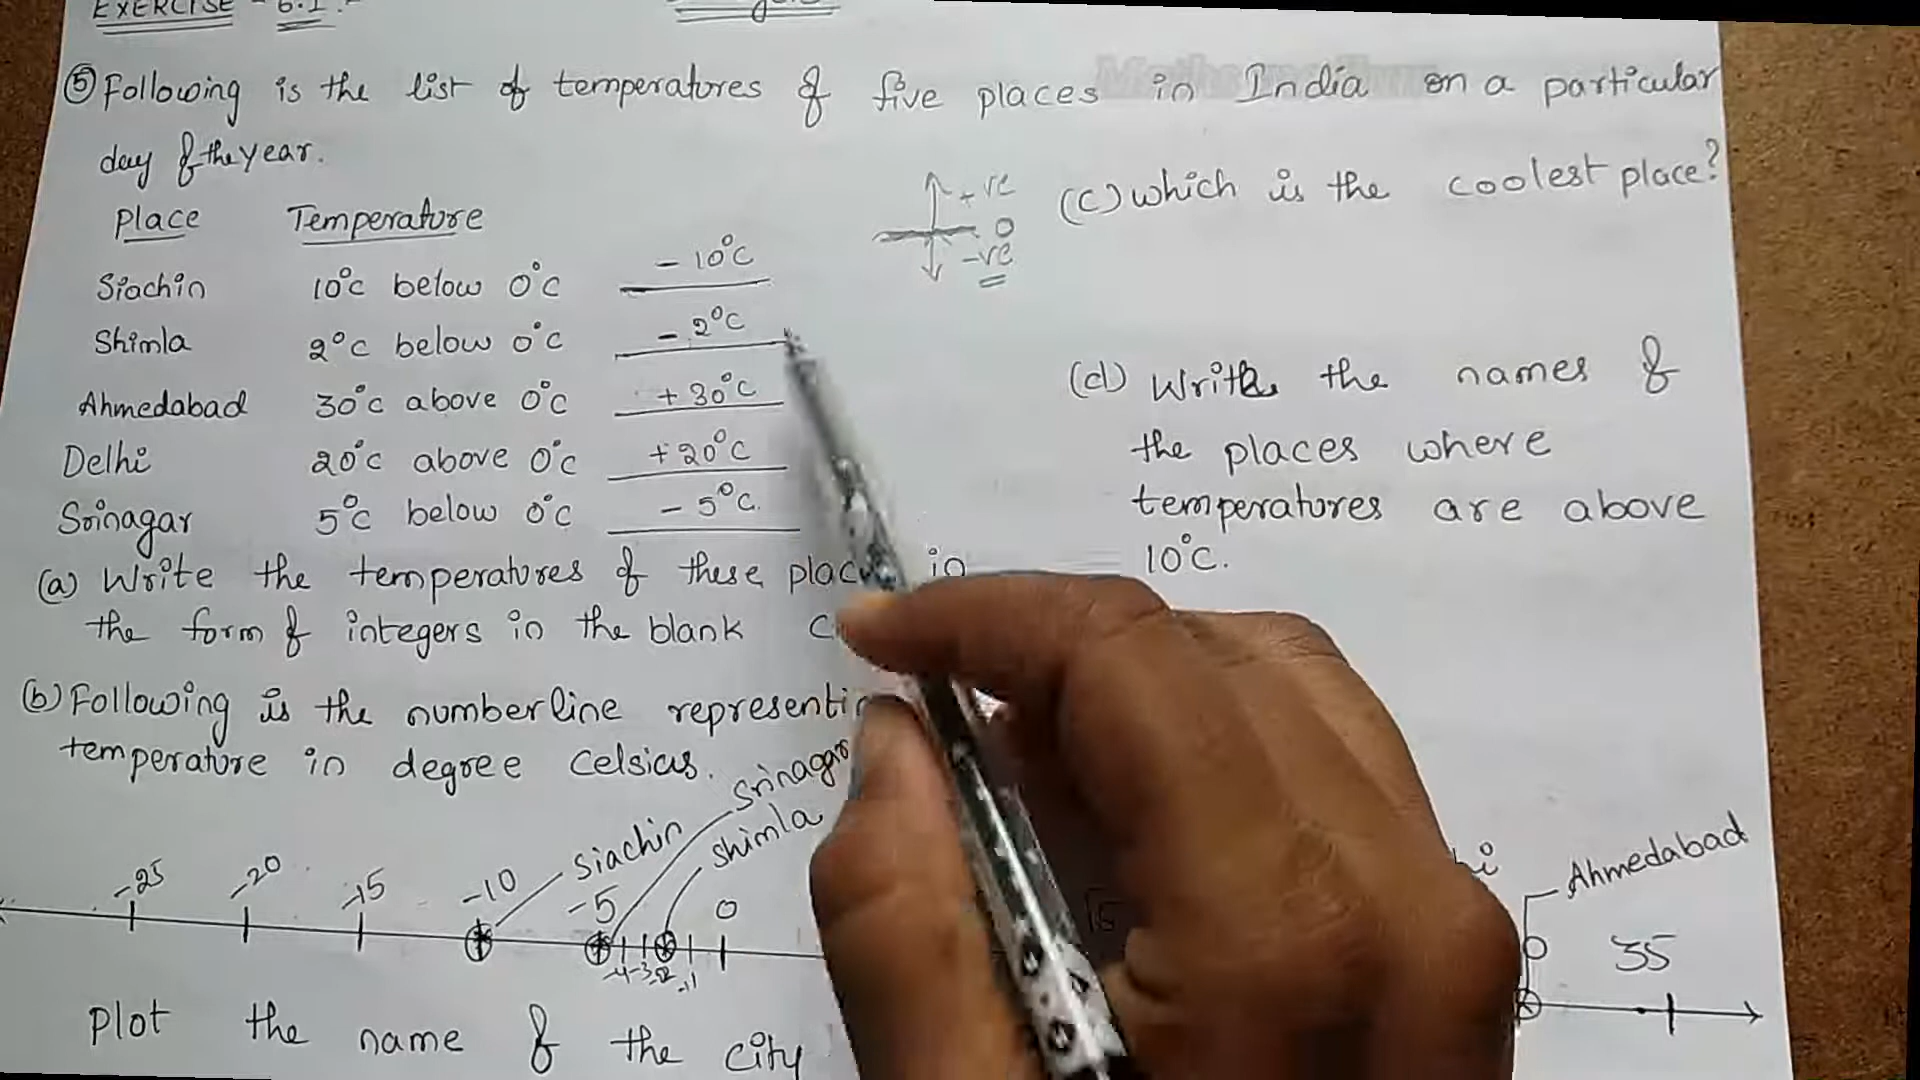 EXERCISE - 6.1 :-
⑤ Following is the list of temperatures of five places in India on a particular
day of the year.
Place Temperature
Siachin 10°C below 0°C - 10°C
Shimla 2°C below 0°C - 2°C
Ahmedabad 30°C above 0°C + 30°C
Delhi 20°C above 0°C + 20°C
Srinagar 5°C below 0°C - 5°C.
(a) Write the temperatures of these in
the form of integers in the blank
(b) Following is the numberline
temperature in degree Celsius.
Srinagar
Siachin Shimla
-25 -20 -15 -10 -5 0
-4 -3 -2 -1
Plot the name of the city
+ve
0
-ve
(c) which is the coolest place?
(d) Write the names of
the places where
temperatures are above
10°C.
Ahmedabad
35